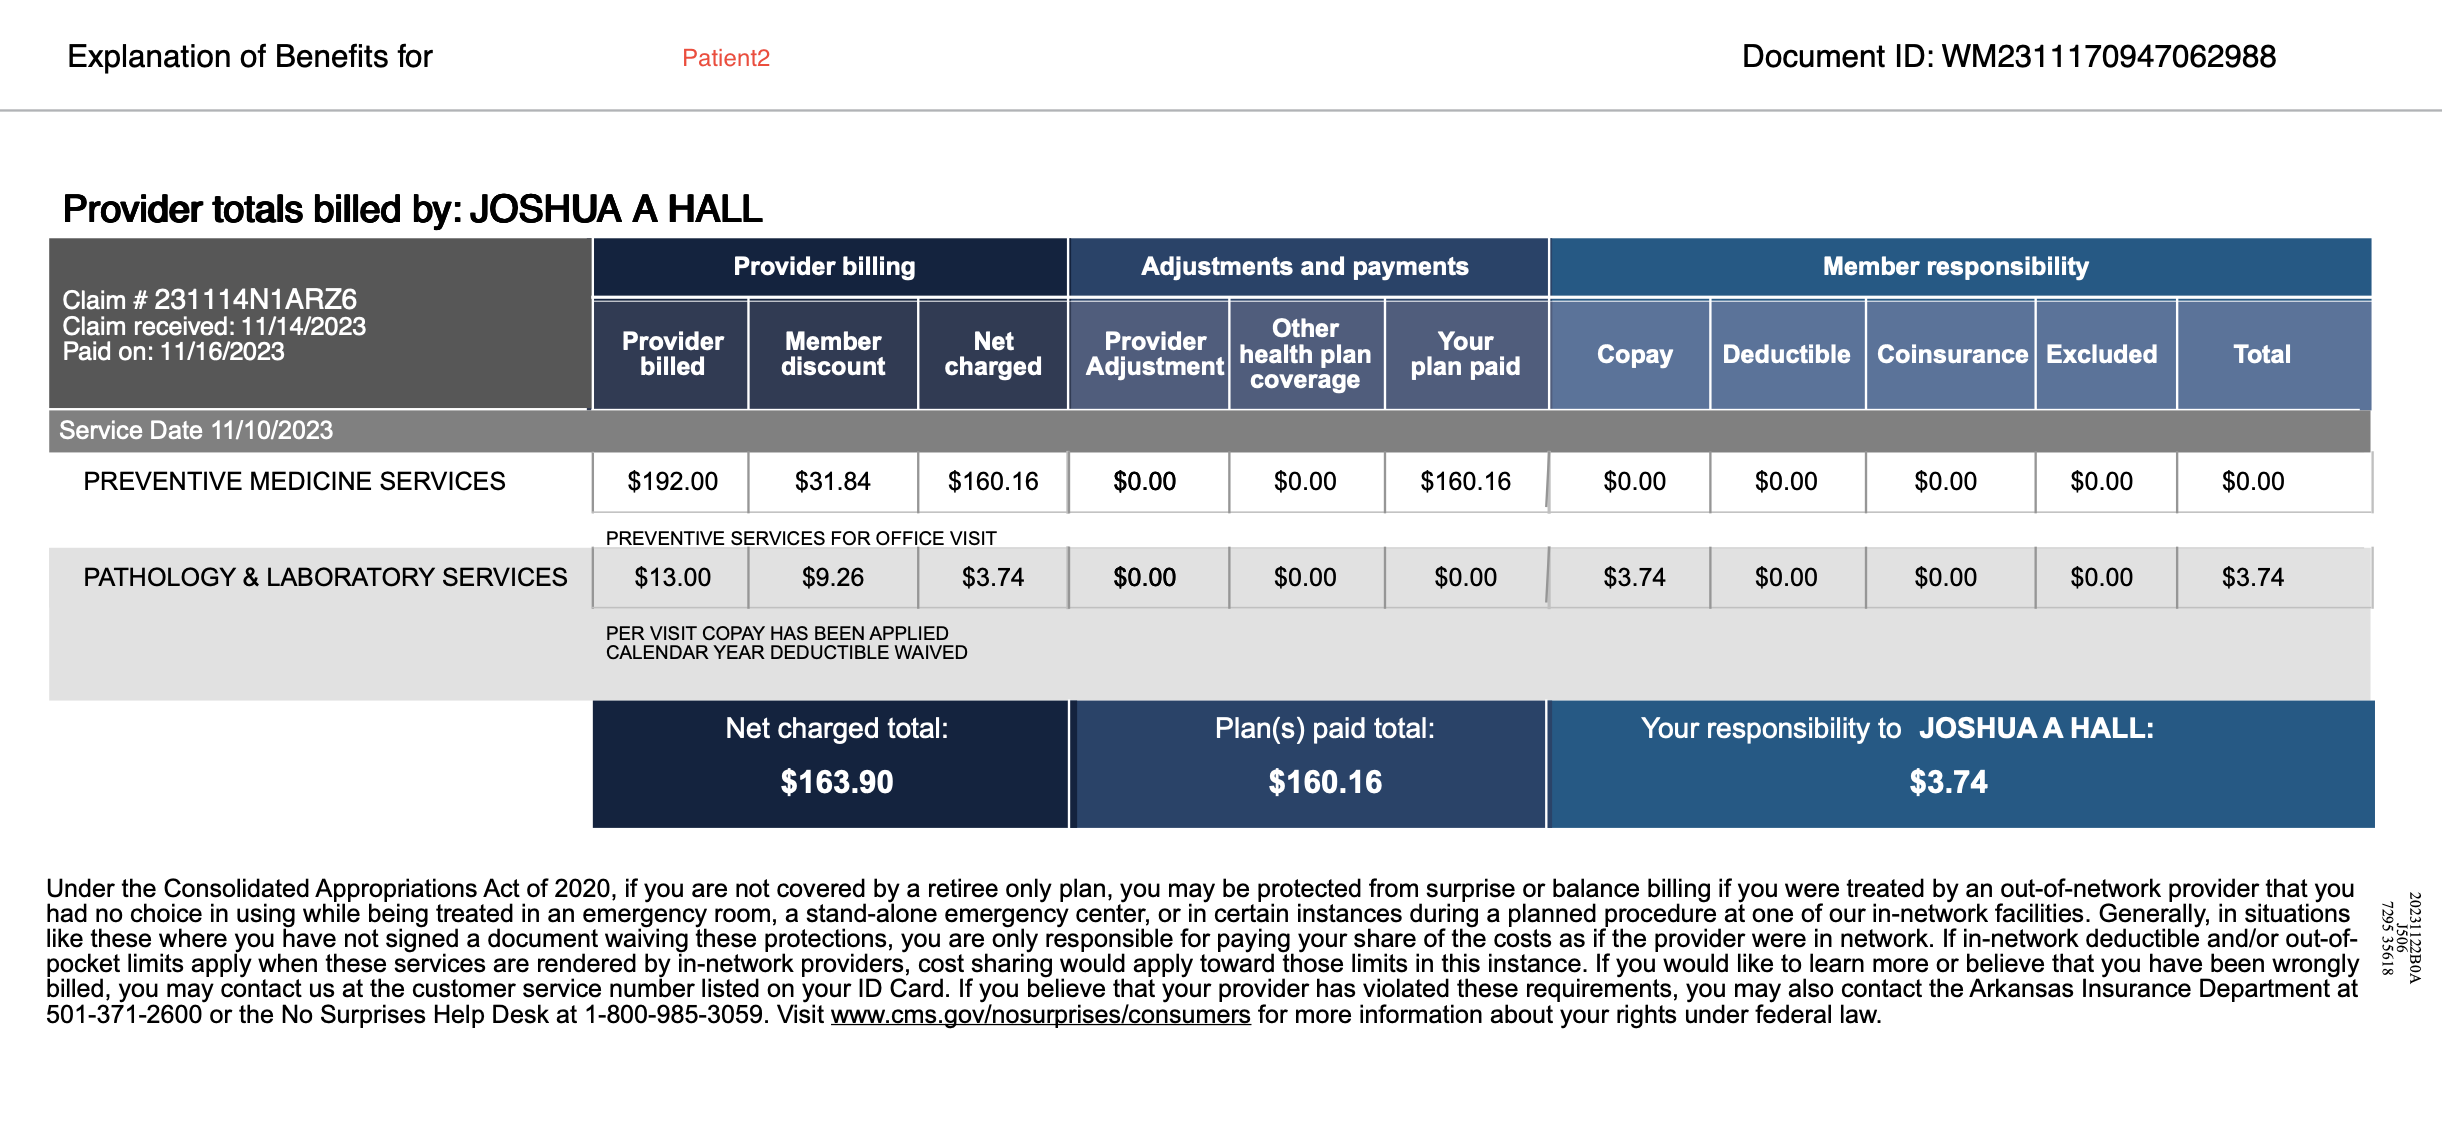 Explanation of Benefits for Patient2 Document ID: WM2311170947062988
Provider totals billed by: JOSHUA A HALL
Claim # 231114N1ARZ6
Claim received: 11/14/2023
Paid on: 11/16/2023
Provider billing Adjustments and payments Member responsibility
Provider billed Member discount Net charged Provider Adjustment Other health plan coverage Your plan paid Copay Deductible Coinsurance Excluded Total
Service Date 11/10/2023
PREVENTIVE MEDICINE SERVICES $192.00 $31.84 $160.16 $0.00 $0.00 $160.16 $0.00 $0.00 $0.00 $0.00 $0.00
PREVENTIVE SERVICES FOR OFFICE VISIT
PATHOLOGY & LABORATORY SERVICES $13.00 $9.26 $3.74 $0.00 $0.00 $0.00 $3.74 $0.00 $0.00 $0.00 $3.74
PER VISIT COPAY HAS BEEN APPLIED
CALENDAR YEAR DEDUCTIBLE WAIVED
Net charged total: Plan(s) paid total: Your responsibility to JOSHUA A HALL:
$163.90 $160.16 $3.74
Under the Consolidated Appropriations Act of 2020, if you are not covered by a retiree only plan, you may be protected from surprise or balance billing if you were treated by an out-of-network provider that you
had no choice in using while being treated in an emergency room, a stand-alone emergency center, or in certain instances during a planned procedure at one of our in-network facilities. Generally, in situations
like these where you have not signed a document waiving these protections, you are only responsible for paying your share of the costs as if the provider were in network. If in-network deductible and/or out-of-
pocket limits apply when these services are rendered by in-network providers, cost sharing would apply toward those limits in this instance. If you would like to learn more or believe that you have been wrongly
billed, you may contact us at the customer service number listed on your ID Card. If you believe that your provider has violated these requirements, you may also contact the Arkansas Insurance Department at
501-371-2600 or the No Surprises Help Desk at 1-800-985-3059. Visit www.cms.gov/nosurprises/consumers for more information about your rights under federal law.
20231122B0A
J506
7295 35618